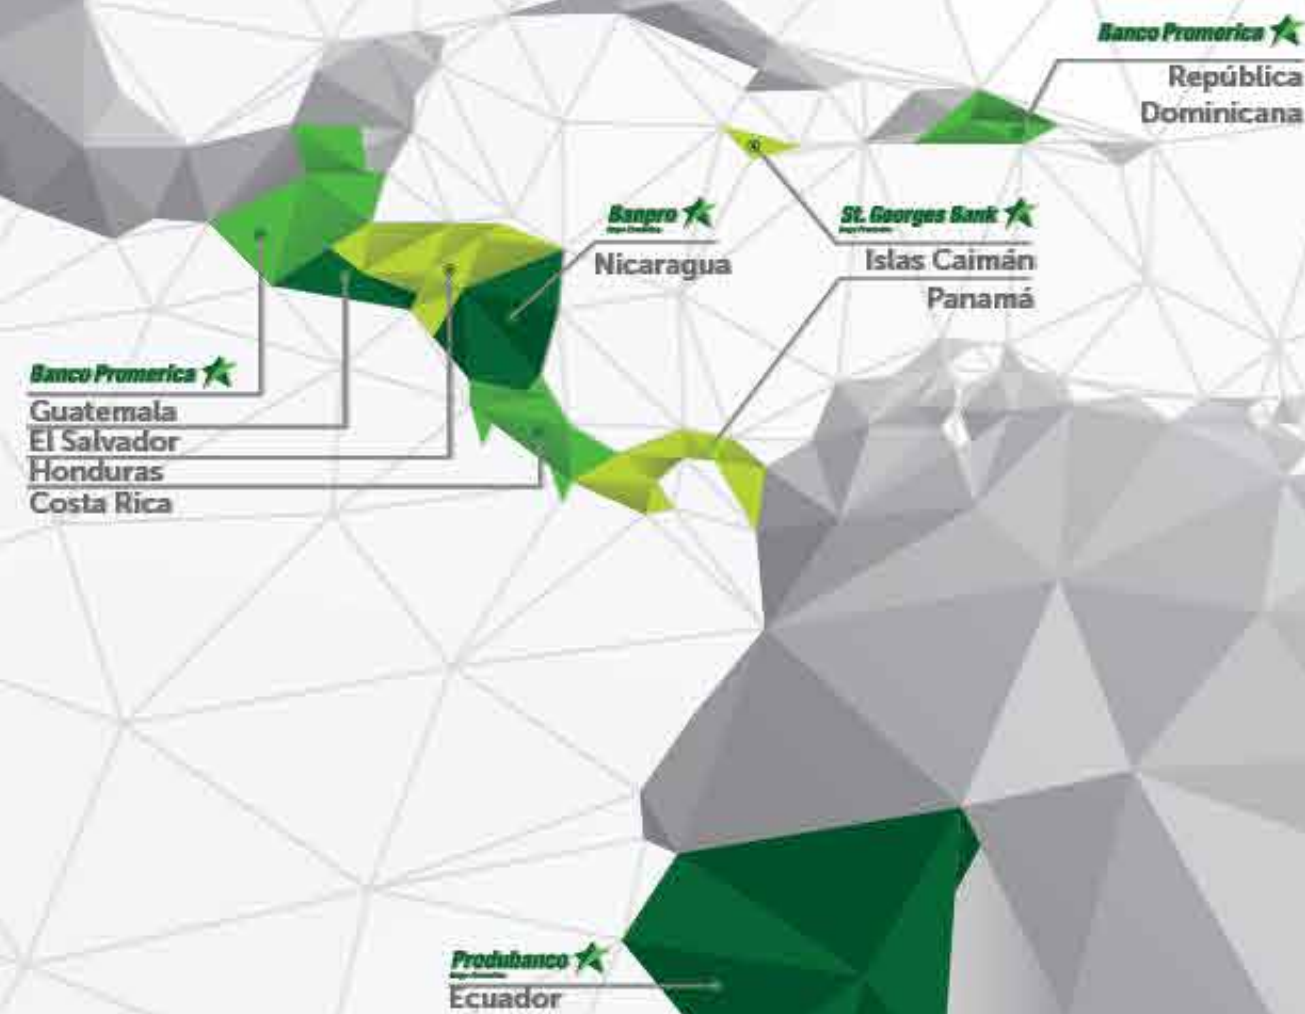 Banco Promerica
República
Dominicana
Banpro
Nicaragua
St. Georges Bank
Islas Caimán
Panamá
Banco Promerica
Guatemala
El Salvador
Honduras
Costa Rica
Produbanco
Ecuador